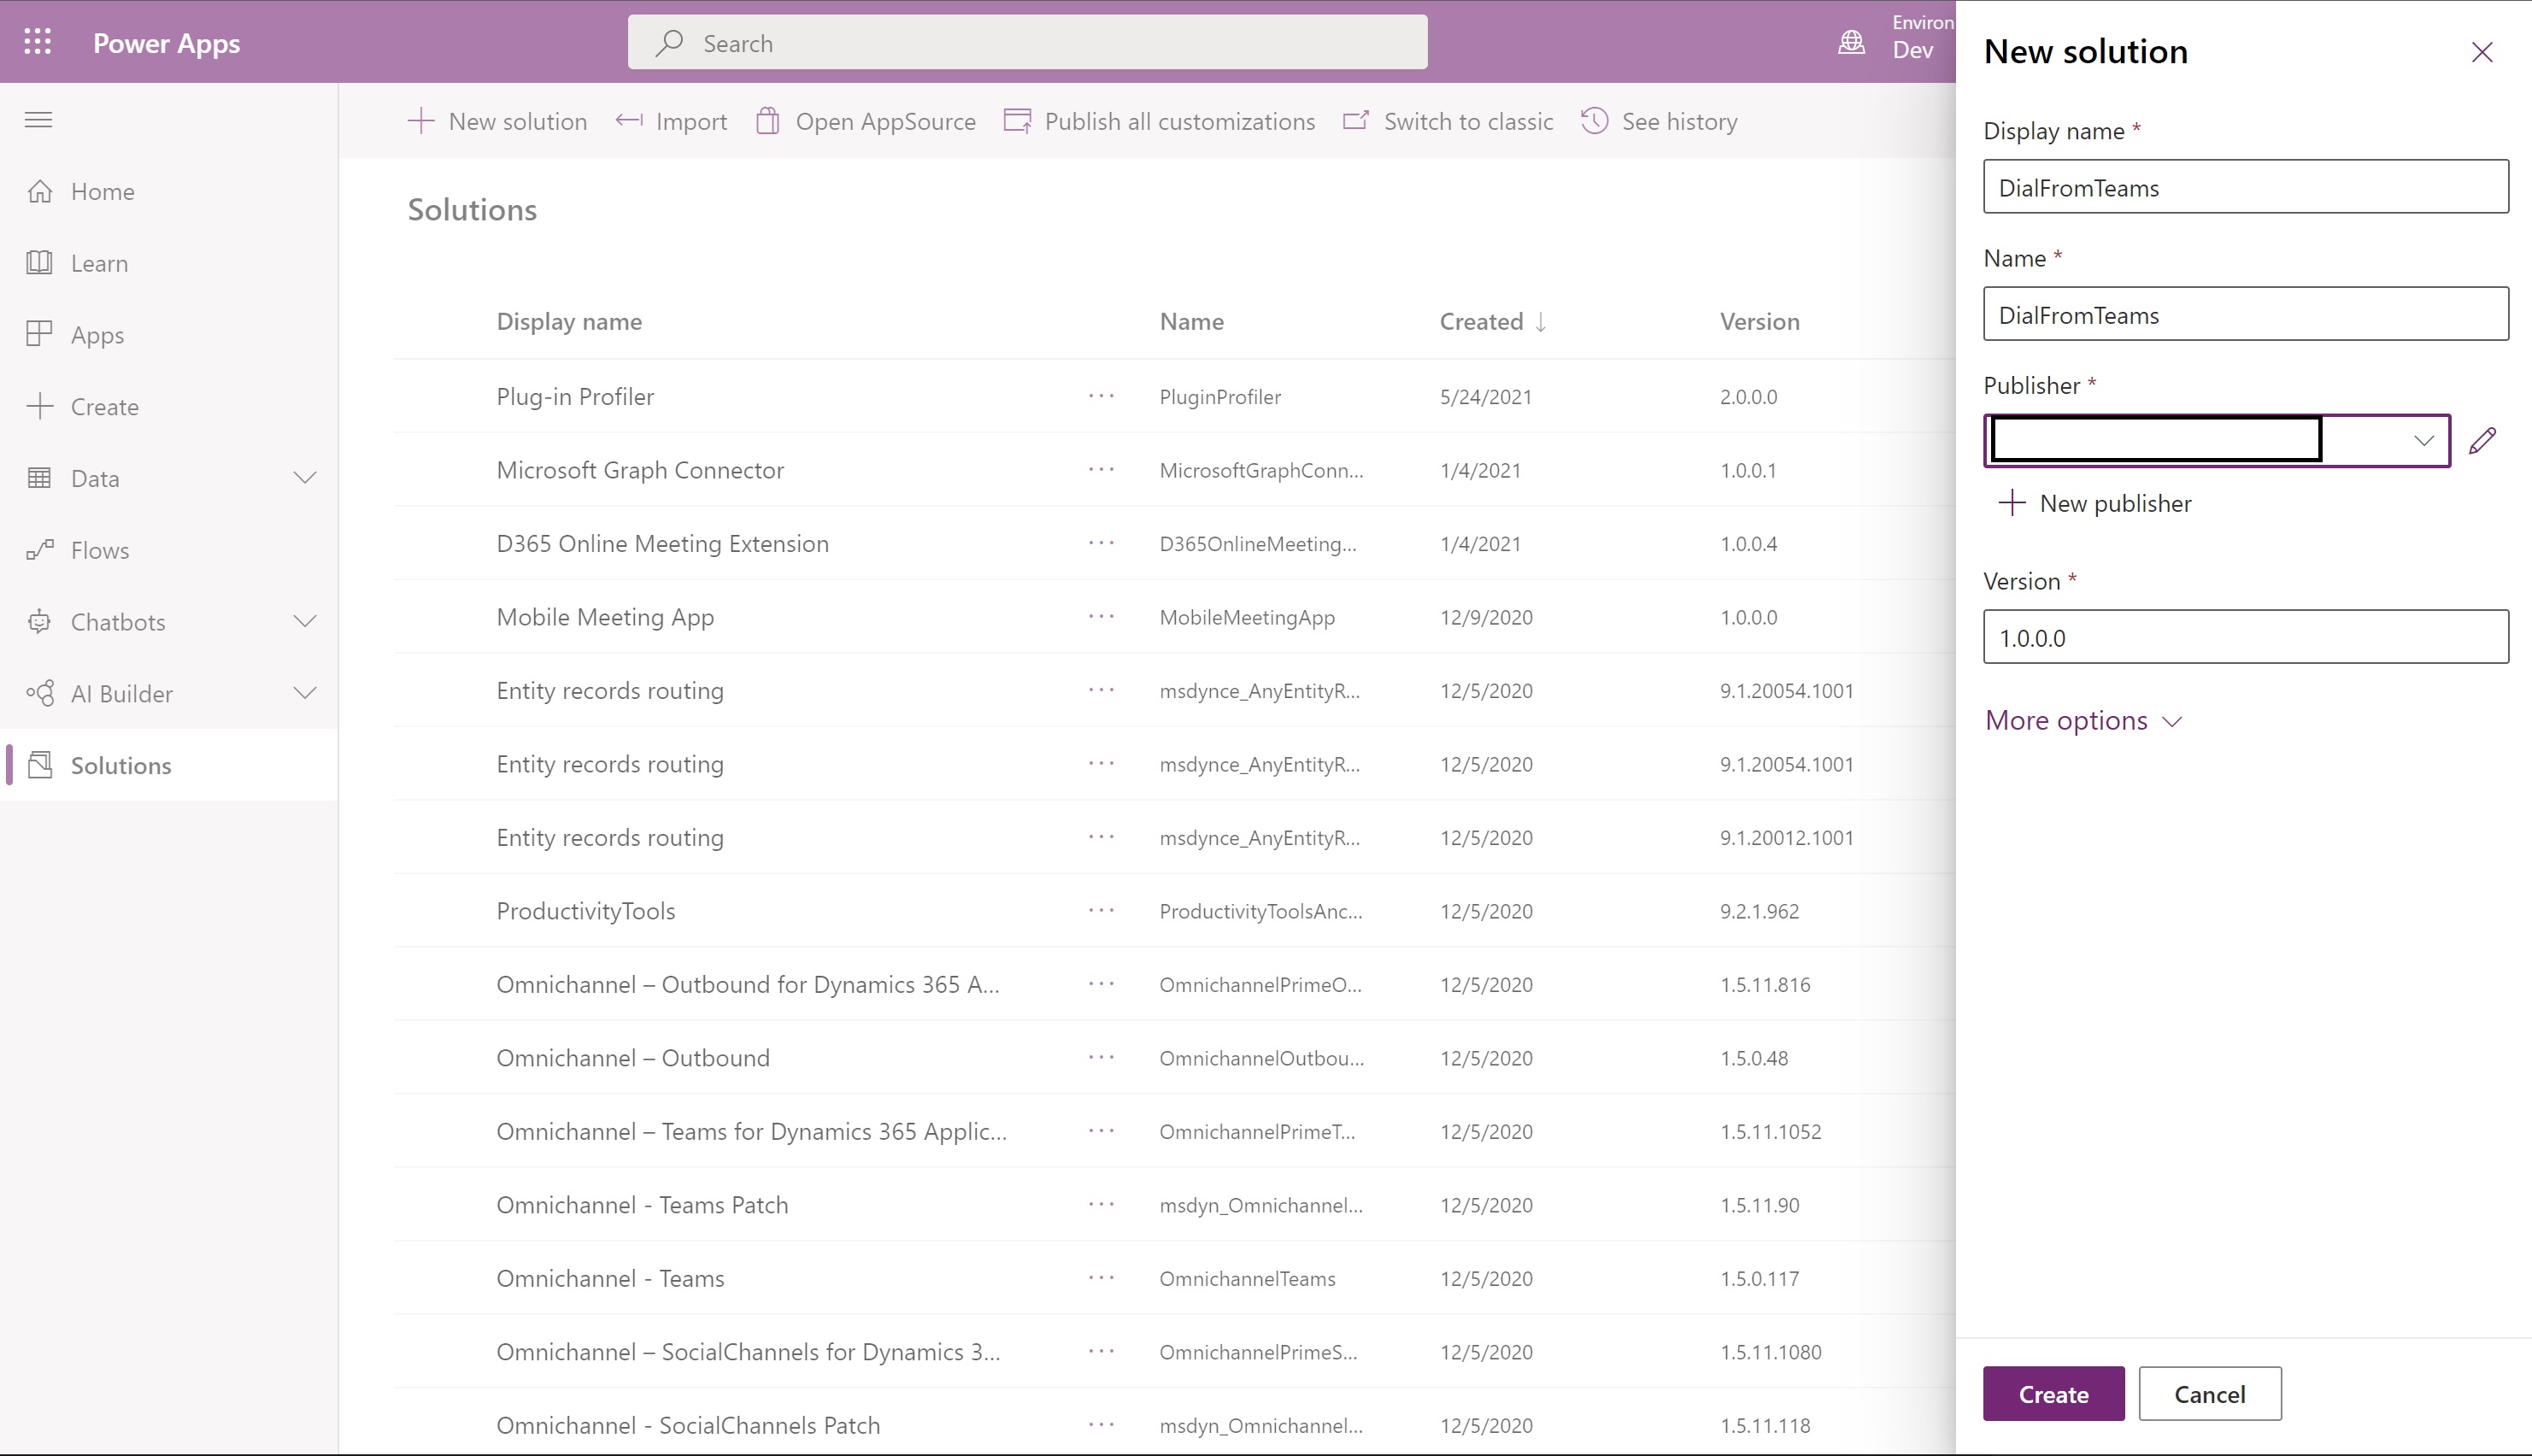 Power Apps
Search
Environ
Dev
New solution
Import
Open AppSource
Publish all customizations
Switch to classic
See history
Home
Learn
Apps
Create
Data
Flows
Chatbots
AI Builder
Solutions
Solutions
Display name Name Created ↓ Version
Plug-in Profiler ... PluginProfiler 5/24/2021 2.0.0.0
Microsoft Graph Connector ... MicrosoftGraphConn... 1/4/2021 1.0.0.1
D365 Online Meeting Extension ... D365OnlineMeeting... 1/4/2021 1.0.0.4
Mobile Meeting App ... MobileMeetingApp 12/9/2020 1.0.0.0
Entity records routing ... msdynce_AnyEntityR... 12/5/2020 9.1.20054.1001
Entity records routing ... msdynce_AnyEntityR... 12/5/2020 9.1.20054.1001
Entity records routing ... msdynce_AnyEntityR... 12/5/2020 9.1.20012.1001
ProductivityTools ... ProductivityToolsAnc... 12/5/2020 9.2.1.962
Omnichannel – Outbound for Dynamics 365 A... ... OmnichannelPrimeO... 12/5/2020 1.5.11.816
Omnichannel – Outbound ... OmnichannelOutbou... 12/5/2020 1.5.0.48
Omnichannel – Teams for Dynamics 365 Applic... ... OmnichannelPrimeT... 12/5/2020 1.5.11.1052
Omnichannel - Teams Patch ... msdyn_Omnichannel... 12/5/2020 1.5.11.90
Omnichannel - Teams ... OmnichannelTeams 12/5/2020 1.5.0.117
Omnichannel – SocialChannels for Dynamics 3... ... OmnichannelPrimeS... 12/5/2020 1.5.11.1080
Omnichannel - SocialChannels Patch ... msdyn_Omnichannel... 12/5/2020 1.5.11.118
New solution
Display name *
DialFromTeams
Name *
DialFromTeams
Publisher *
New publisher
Version *
1.0.0.0
More options
Create
Cancel